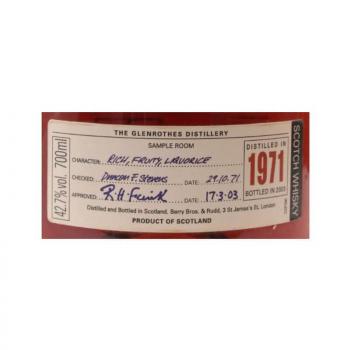 THE GLENROTHES DISTILLERY
SAMPLE ROOM
CHARACTER: RICH, FRUITY, LIQUORICE
CHECKED: DUNCAN F. STEVENS DATE: 29.10.71
APPROVED: DATE: 17.3.03
Distilled and Bottled in Scotland. Berry Bros. & Rudd, 3 St James's St, London
PRODUCT OF SCOTLAND
42.7% vol. 700ml
DISTILLED IN
1971
BOTTLED IN 2003
SCOTCH WHISKY